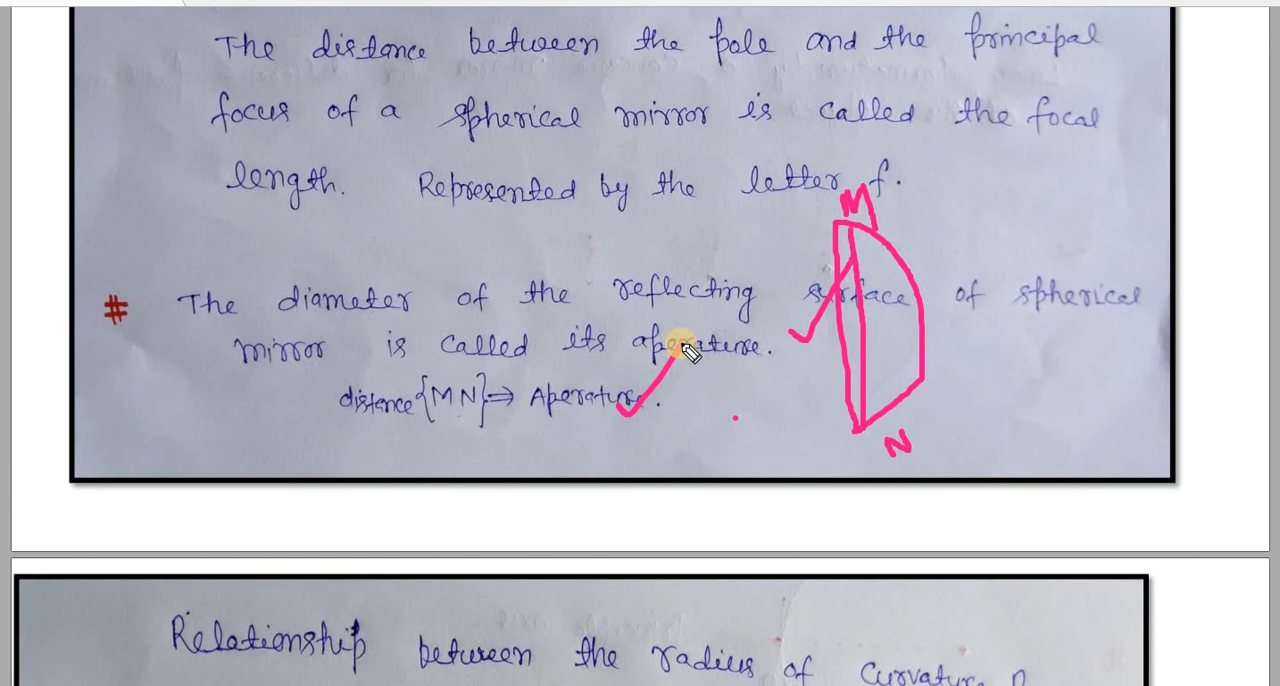 The distance between the pole and the principal
focus of a spherical mirror is called the focal
length. Represented by the letter f.
M
# The diameter of the reflecting surface of spherical
mirror is called its aperature.
distance {MN} ⇒ Aperature.
N
Relationship between the radius of curvature